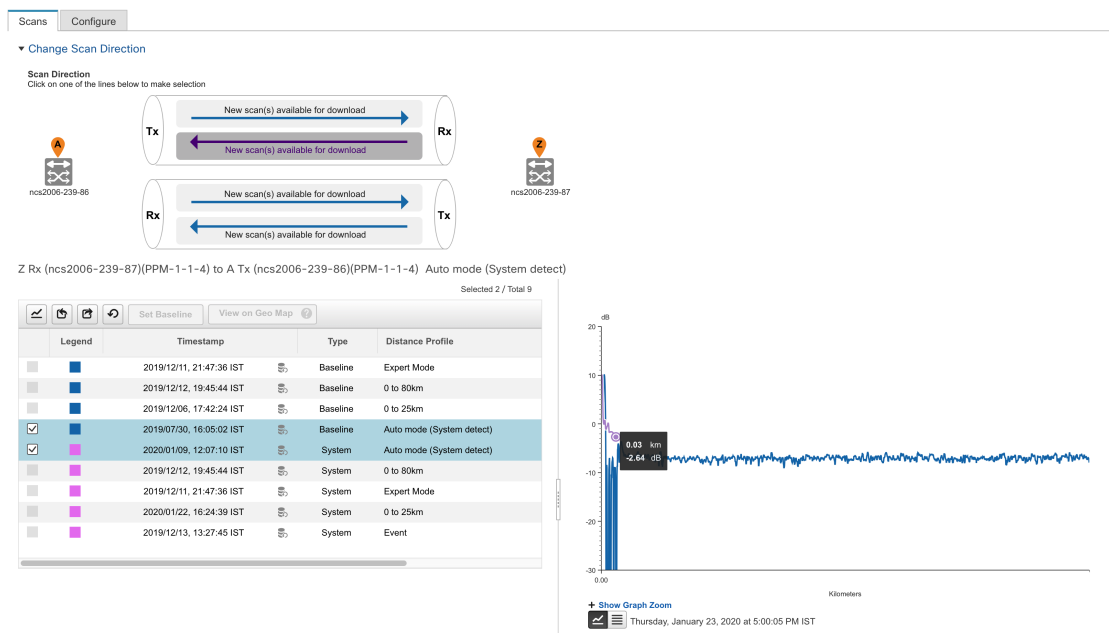 Scans Configure
Change Scan Direction
Scan Direction
Click on one of the lines below to make selection
A
ncs2006-239-86
Tx
New scan(s) available for download
New scan(s) available for download
Rx
Z
ncs2006-239-87
Rx
New scan(s) available for download
New scan(s) available for download
Tx
Z Rx (ncs2006-239-87)(PPM-1-1-4) to A Tx (ncs2006-239-86)(PPM-1-1-4) Auto mode (System detect)
Selected 2 / Total 9
Set Baseline View on Geo Map ?
Legend Timestamp Type Distance Profile
2019/12/11, 21:47:36 IST Baseline Expert Mode
2019/12/12, 19:45:44 IST Baseline 0 to 80km
2019/12/06, 17:42:24 IST Baseline 0 to 25km
2019/07/30, 16:05:02 IST Baseline Auto mode (System detect)
2020/01/09, 12:07:10 IST System Auto mode (System detect)
2019/12/12, 19:45:44 IST System 0 to 80km
2019/12/11, 21:47:36 IST System Expert Mode
2020/01/22, 16:24:39 IST System 0 to 25km
2019/12/13, 13:27:45 IST System Event
dB
20
10
0
-10
-20
-30
0.03 km
-2.64 dB
0.00
Kilometers
+ Show Graph Zoom
Thursday, January 23, 2020 at 5:00:05 PM IST